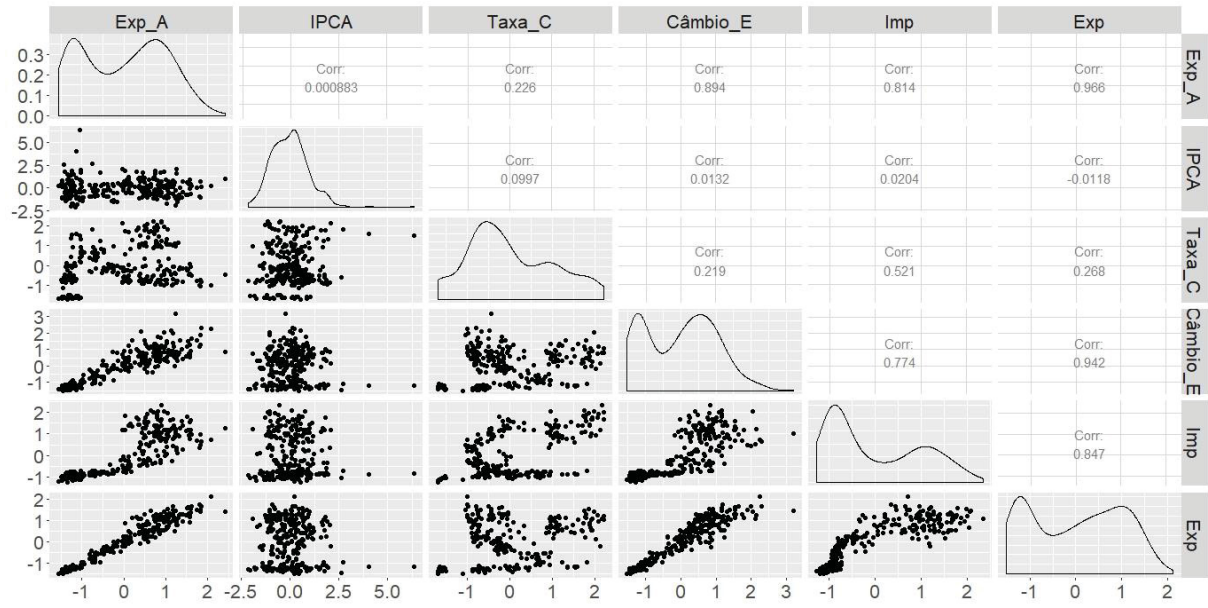 Exp_A IPCA Taxa_C Câmbio_E Imp Exp
0.3
0.2
0.1
0.0
Corr:
0.000883
Corr:
0.226
Corr:
0.894
Corr:
0.814
Corr:
0.966
Exp_A
5.0
2.5
0.0
-2.5
Corr:
0.0997
Corr:
0.0132
Corr:
0.0204
Corr:
-0.0118
IPCA
2
1
0
-1
Corr:
0.219
Corr:
0.521
Corr:
0.268
Taxa_C
3
2
1
0
-1
Corr:
0.774
Corr:
0.942
Câmbio_E
2
1
0
-1
Corr:
0.847
Imp
2
1
0
-1
Exp
-1 0 1 2 -2.5 0.0 2.5 5.0 -1 0 1 2 -1 0 1 2 3 -1 0 1 2 -1 0 1 2